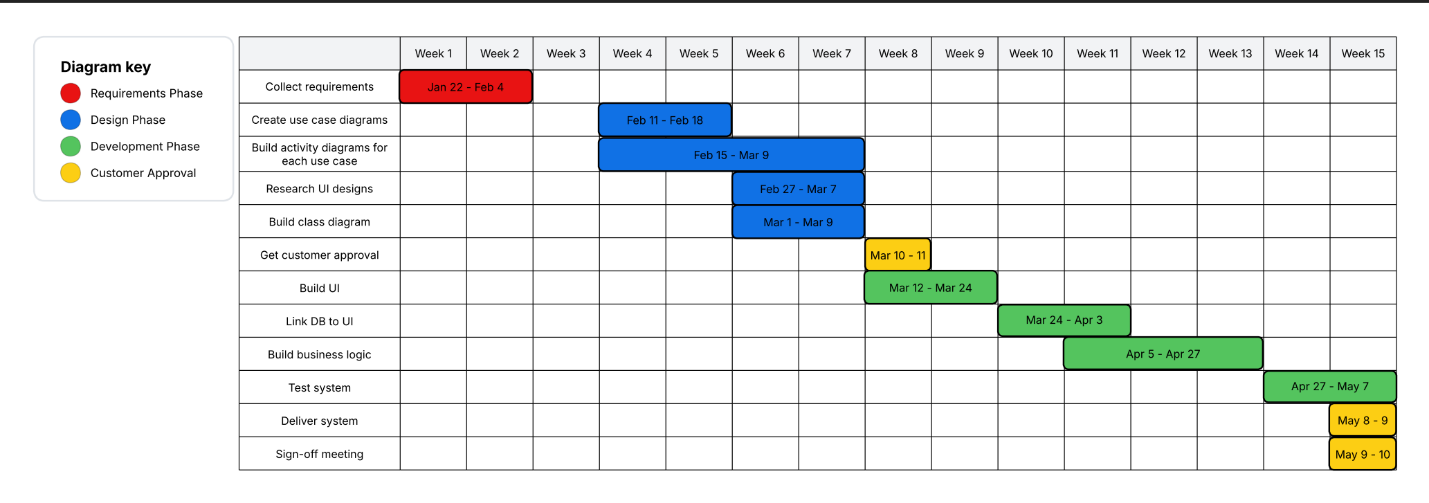 Diagram key
Requirements Phase
Design Phase
Development Phase
Customer Approval
Week 1 Week 2 Week 3 Week 4 Week 5 Week 6 Week 7 Week 8 Week 9 Week 10 Week 11 Week 12 Week 13 Week 14 Week 15
Collect requirements Jan 22 - Feb 4
Create use case diagrams Feb 11 - Feb 18
Build activity diagrams for
each use case
Feb 15 - Mar 9
Research UI designs Feb 27 - Mar 7
Build class diagram Mar 1 - Mar 9
Get customer approval Mar 10 - 11
Build UI Mar 12 - Mar 24
Link DB to UI Mar 24 - Apr 3
Build business logic Apr 5 - Apr 27
Test system Apr 27 - May 7
Deliver system May 8 - 9
Sign-off meeting May 9 - 10